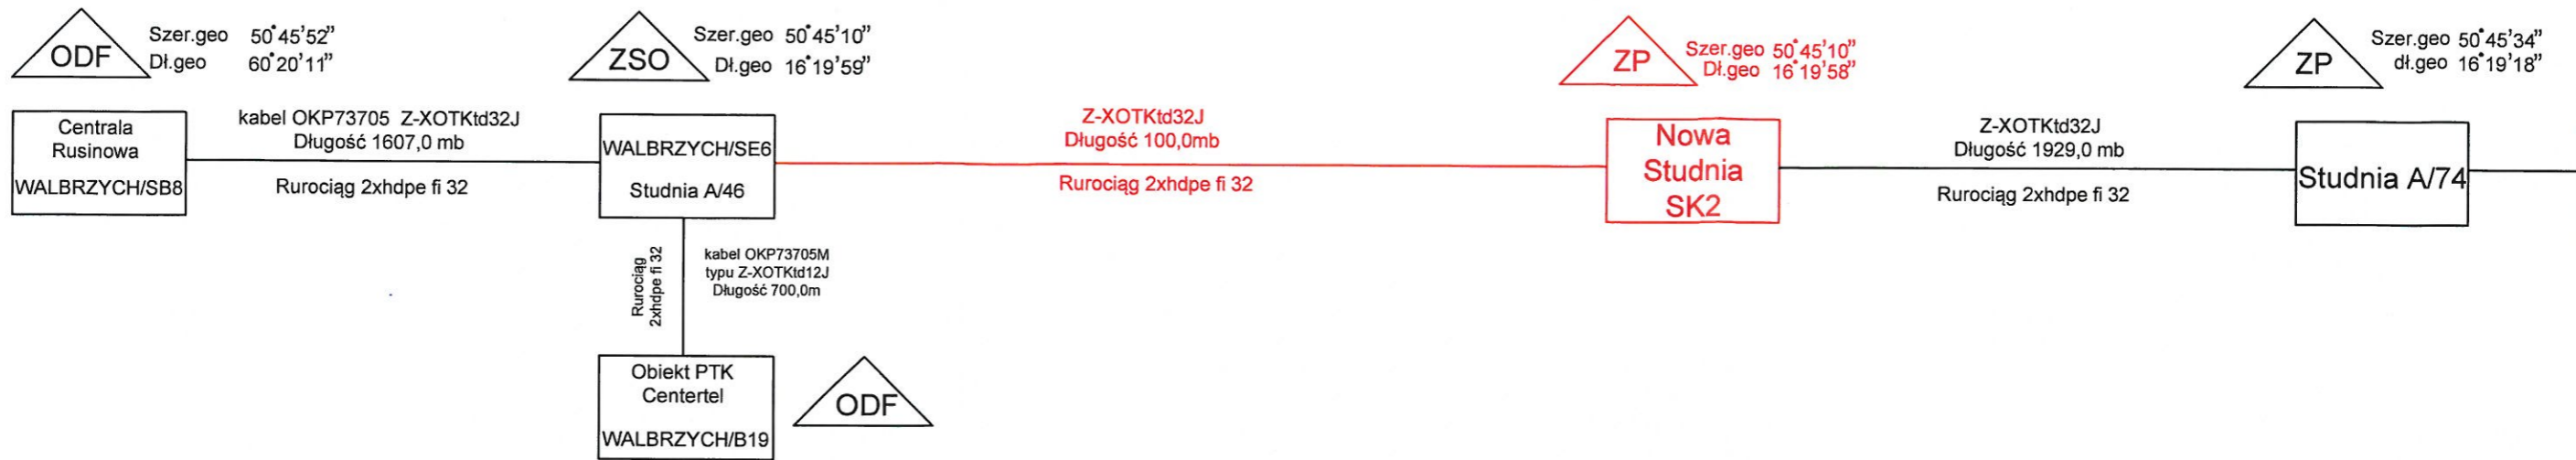 ODF
Szer.geo 50°45'52"
Dł.geo 60°20'11"
ZSO
Szer.geo 50°45'10"
Dł.geo 16°19'59"
ZP
Szer.geo 50°45'10"
Dł.geo 16°19'58"
ZP
Szer.geo 50°45'34"
dł.geo 16°19'18"
Centrala
Rusinowa
WALBRZYCH/SB8
kabel OKP73705 Z-XOTKtd32J
Długość 1607,0 mb
Rurociąg 2xhdpe fi 32
WALBRZYCH/SE6
Studnia A/46
Z-XOTKtd32J
Długość 100,0mb
Rurociąg 2xhdpe fi 32
Nowa
Studnia
SK2
Z-XOTKtd32J
Długość 1929,0 mb
Rurociąg 2xhdpe fi 32
Studnia A/74
Rurociąg
2xhdpe fi 32
kabel OKP73705M
typu Z-XOTKtd12J
Długość 700,0m
Obiekt PTK
Centertel
WALBRZYCH/B19
ODF